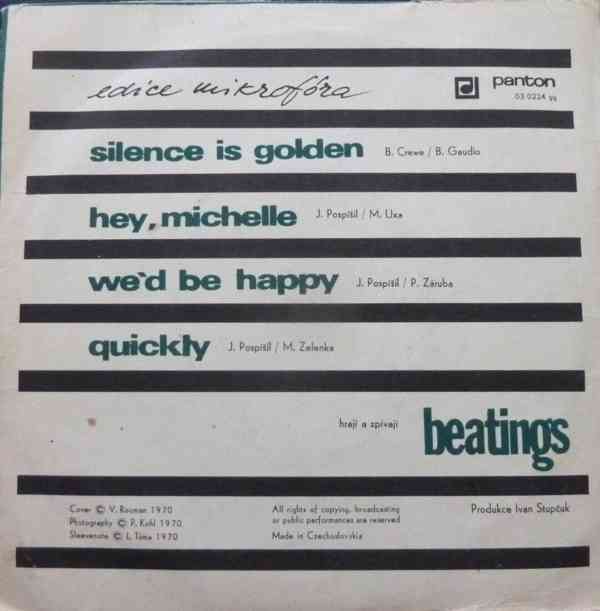 edice mikrofóra
panton
03 0224
silence is golden B. Crewe / B. Gaudio
hey, michelle J. Pospíšil / M. Uxa
we'd be happy J. Pospíšil / P. Záruba
quickly J. Pospíšil / M. Zelenka
hrají a zpívají beatings
Cover © V. Rocman 1970
Photography © P. Kohl 1970
Sleevenote © L. Tůma 1970
All rights of copying, broadcasting
or public performances are reserved
Made in Czechoslovakia
Produkce Ivan Stupčuk